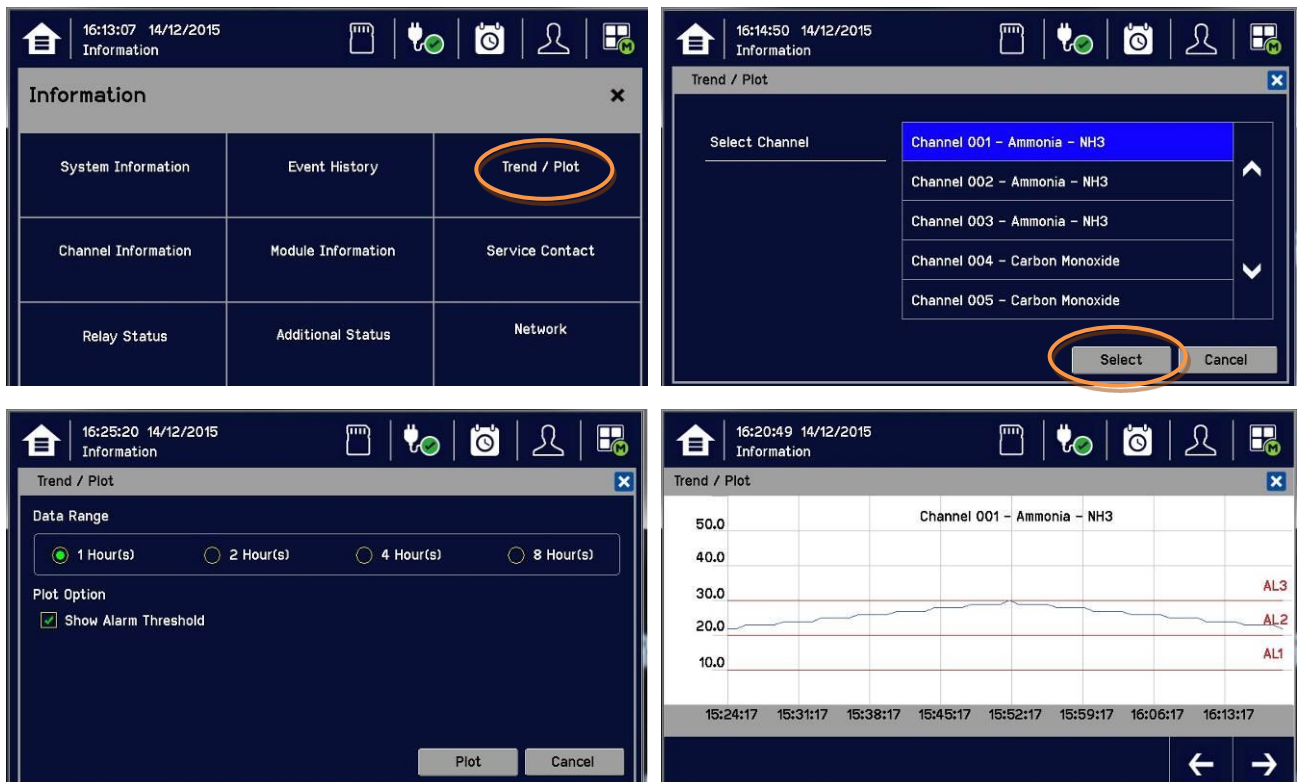 16:13:07 14/12/2015
Information
M
Information
System Information Event History Trend / Plot
Channel Information Module Information Service Contact
Relay Status Additional Status Network
16:14:50 14/12/2015
Information
M
Trend / Plot
Select Channel
Channel 001 - Ammonia - NH3
Channel 002 - Ammonia - NH3
Channel 003 - Ammonia - NH3
Channel 004 - Carbon Monoxide
Channel 005 - Carbon Monoxide
Select Cancel
16:25:20 14/12/2015
Information
M
Trend / Plot
Data Range
1 Hour(s) 2 Hour(s) 4 Hour(s) 8 Hour(s)
Plot Option
Show Alarm Threshold
Plot Cancel
16:20:49 14/12/2015
Information
M
Trend / Plot
Channel 001 - Ammonia - NH3
50.0
40.0
30.0 AL3
20.0 AL2
10.0 AL1
15:24:17 15:31:17 15:38:17 15:45:17 15:52:17 15:59:17 16:06:17 16:13:17